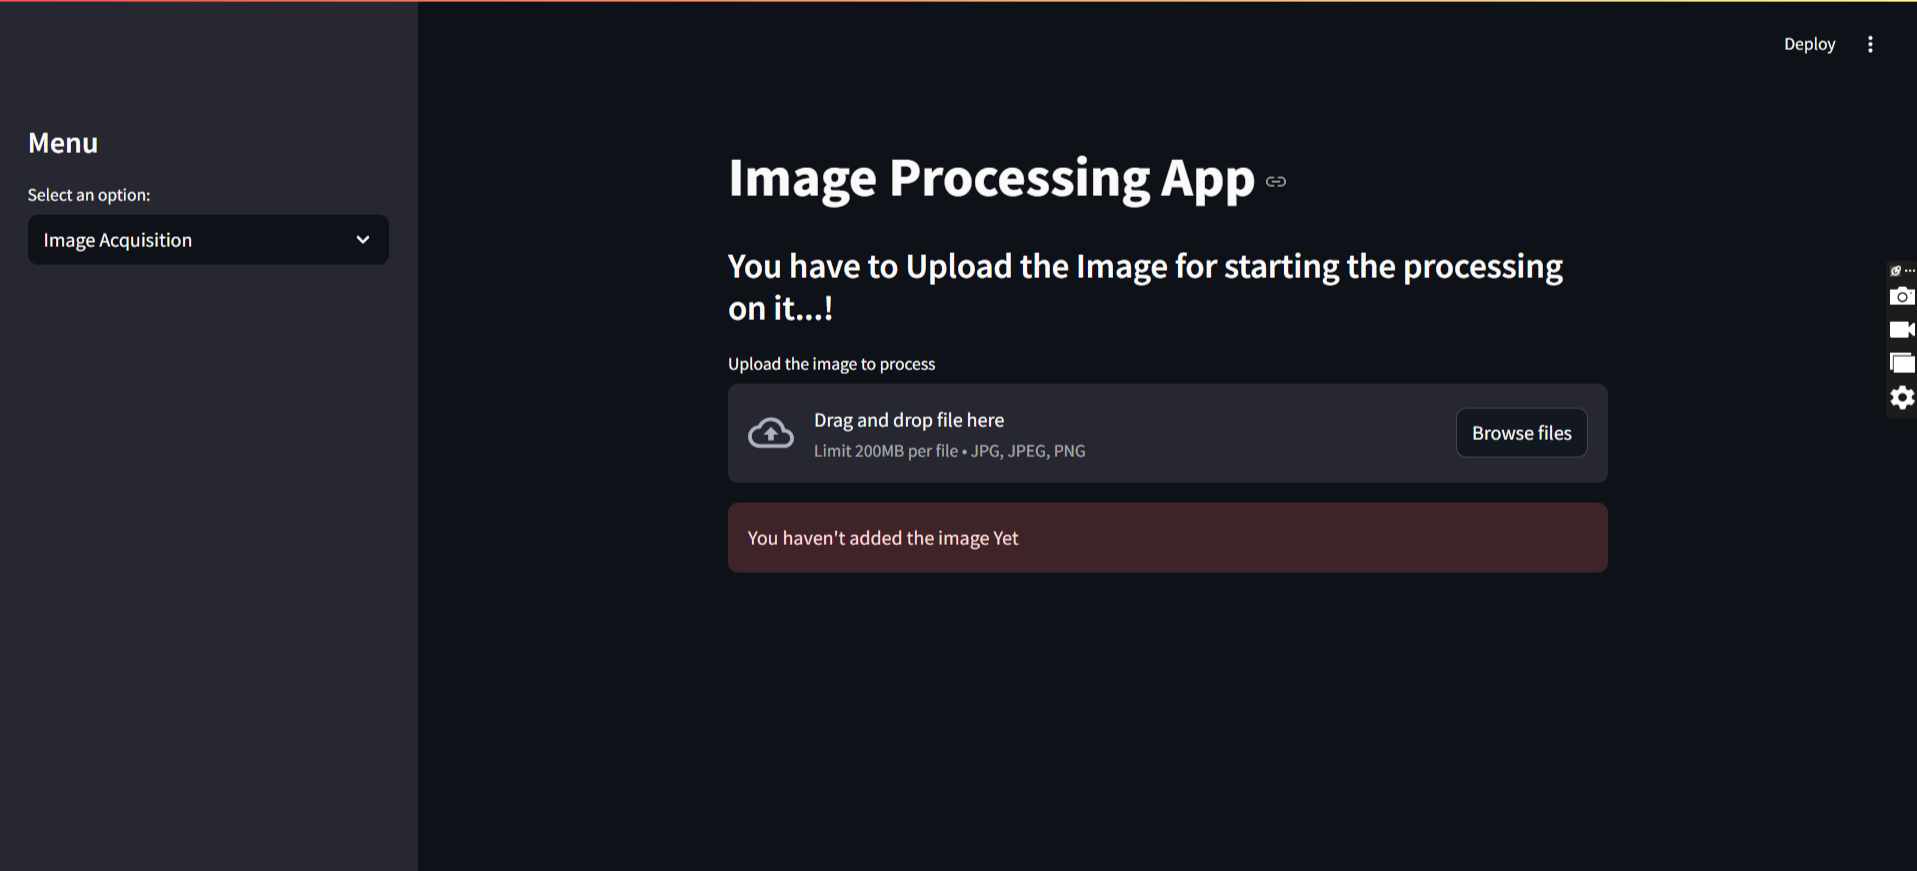 Deploy
Menu
Select an option:
Image Acquisition
Image Processing App
You have to Upload the Image for starting the processing
on it...!
Upload the image to process
Drag and drop file here
Limit 200MB per file • JPG, JPEG, PNG
Browse files
You haven't added the image Yet